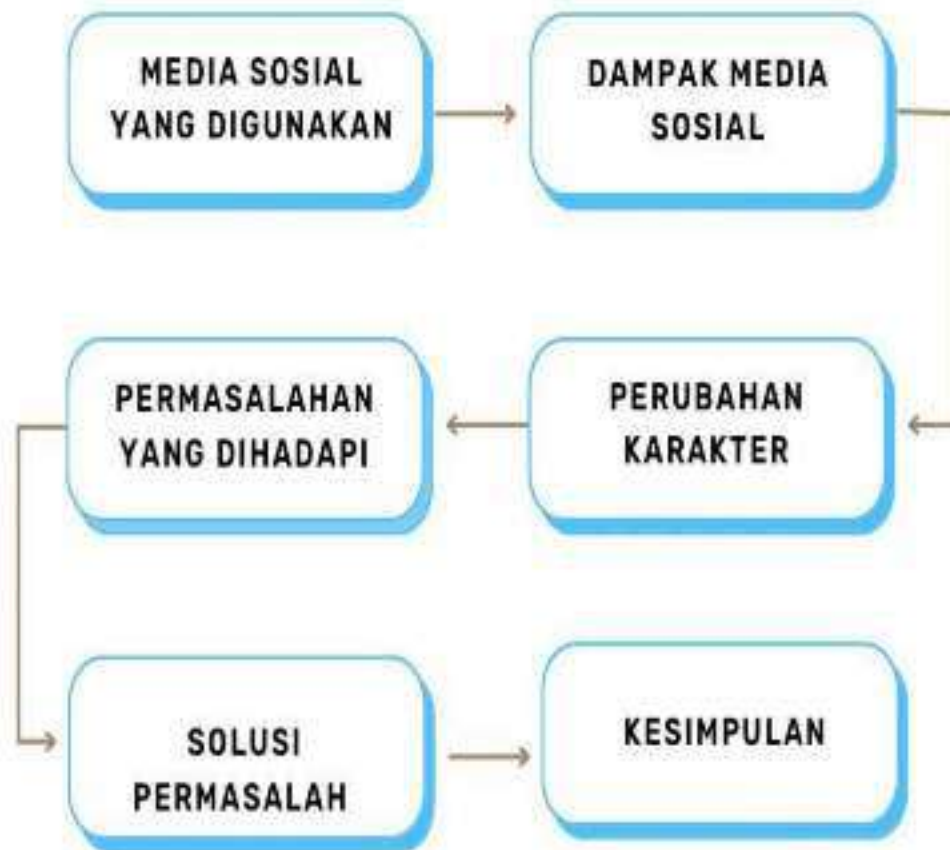 MEDIA SOSIAL
YANG DIGUNAKAN
DAMPAK MEDIA
SOSIAL
PERUBAHAN
KARAKTER
PERMASALAHAN
YANG DIHADAPI
SOLUSI
PERMASALAH
KESIMPULAN